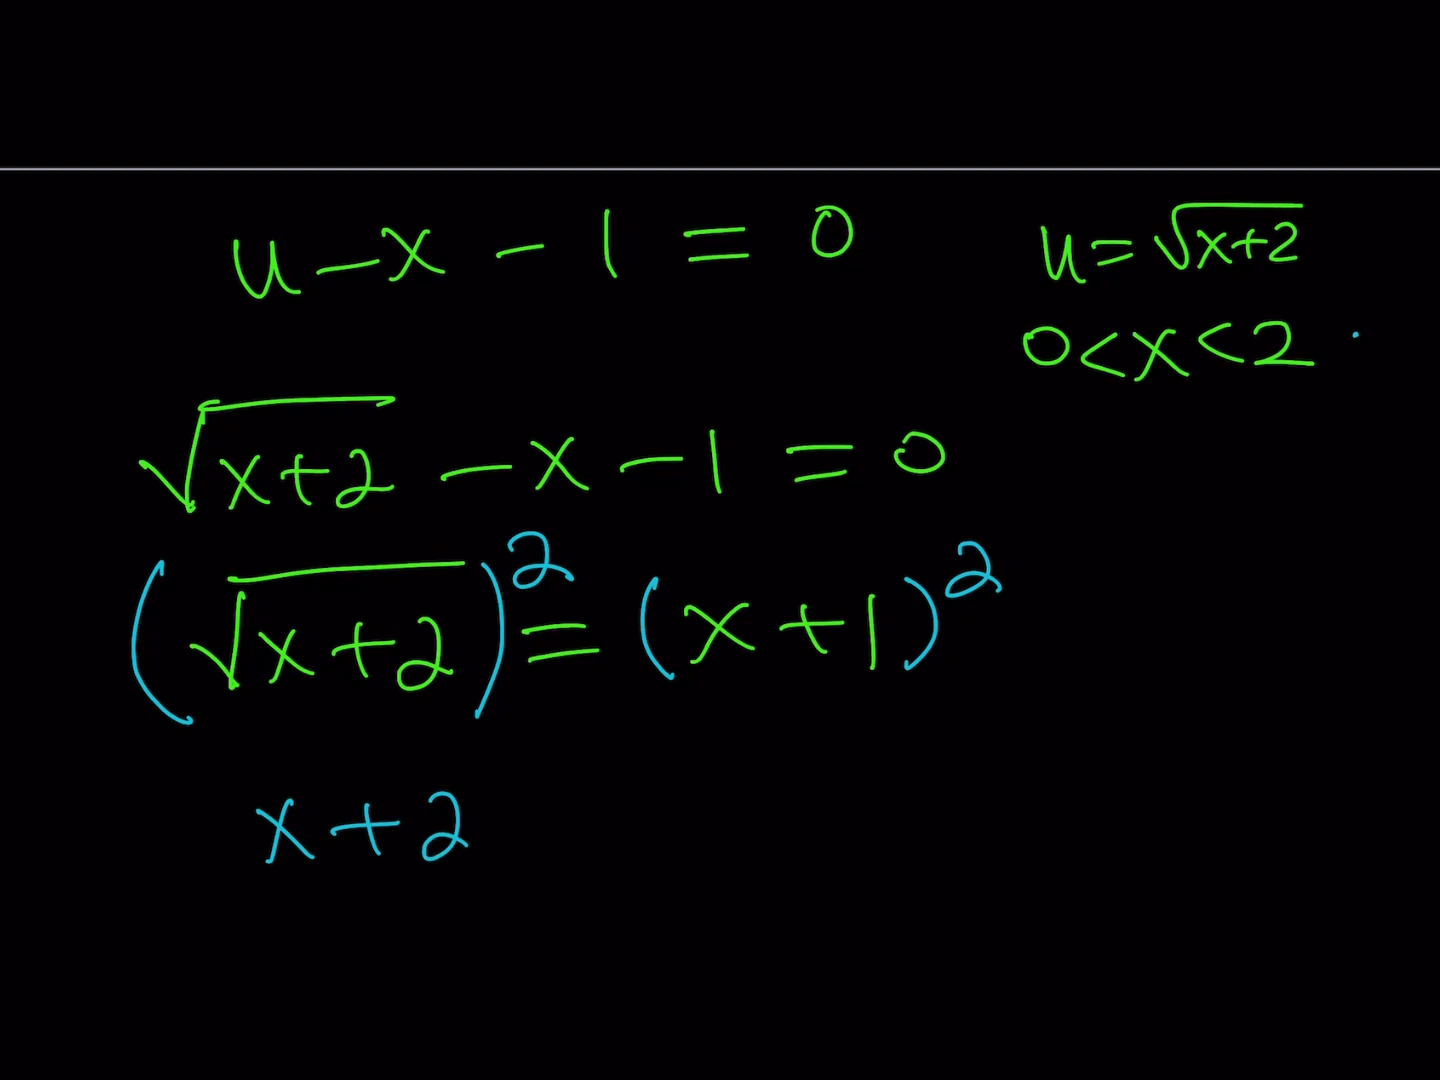 u - x - 1 = 0
u = √x+2
0 < x < 2
√x+2 - x - 1 = 0
(√x+2)² = (x+1)²
x+2